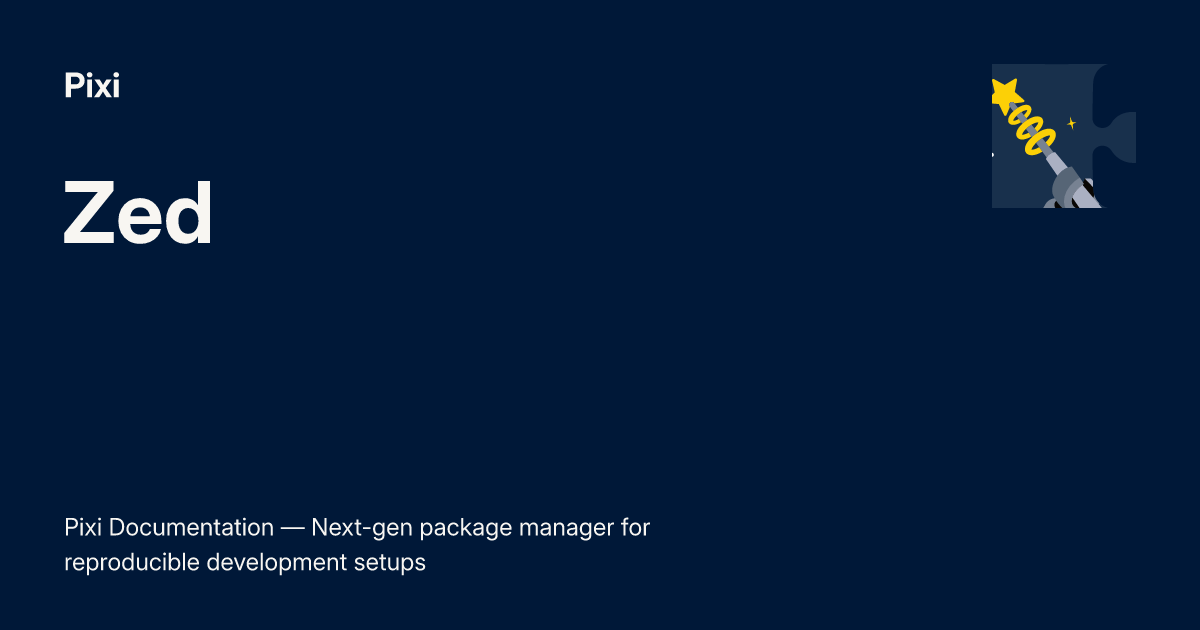 Pixi
Zed
Pixi Documentation — Next-gen package manager for
reproducible development setups